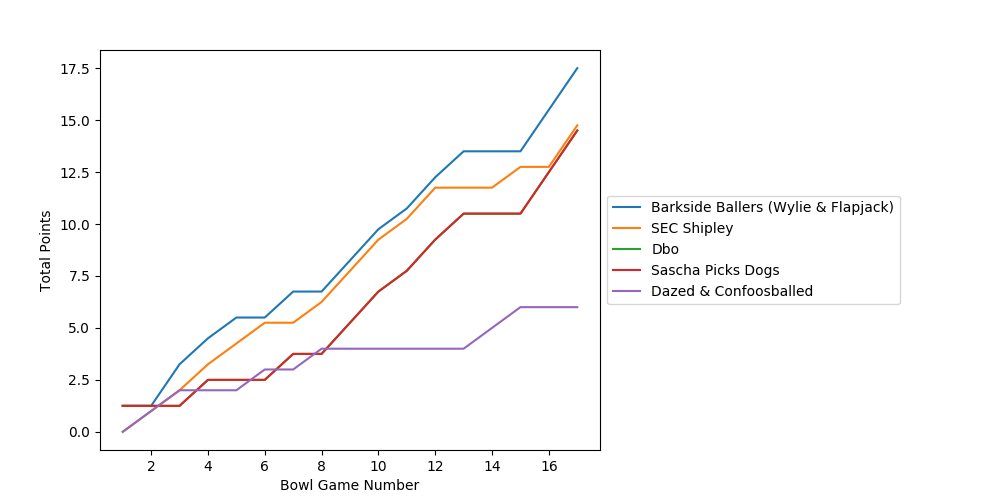 17.5
15.0
12.5
10.0
7.5
5.0
2.5
0.0
Total Points
2 4 6 8 10 12 14 16
Bowl Game Number
Barkside Ballers (Wylie & Flapjack)
SEC Shipley
Dbo
Sascha Picks Dogs
Dazed & Confoosballed